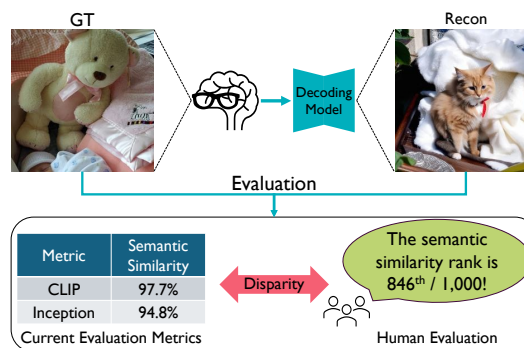 GT
Recon
Decoding
Model
Evaluation
Metric
Semantic
Similarity
CLIP
97.7%
Inception
94.8%
Current Evaluation Metrics
Disparity
The semantic
similarity rank is
846th / 1,000!
Human Evaluation